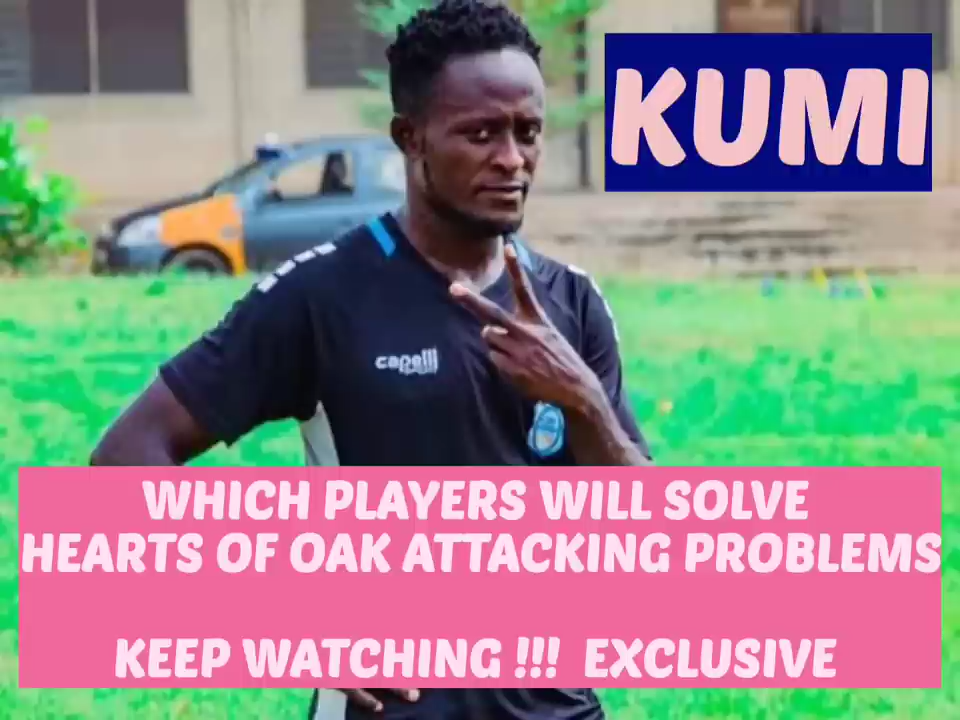 KUMI
capelli
WHICH PLAYERS WILL SOLVE
HEARTS OF OAK ATTACKING PROBLEMS
KEEP WATCHING !!! EXCLUSIVE